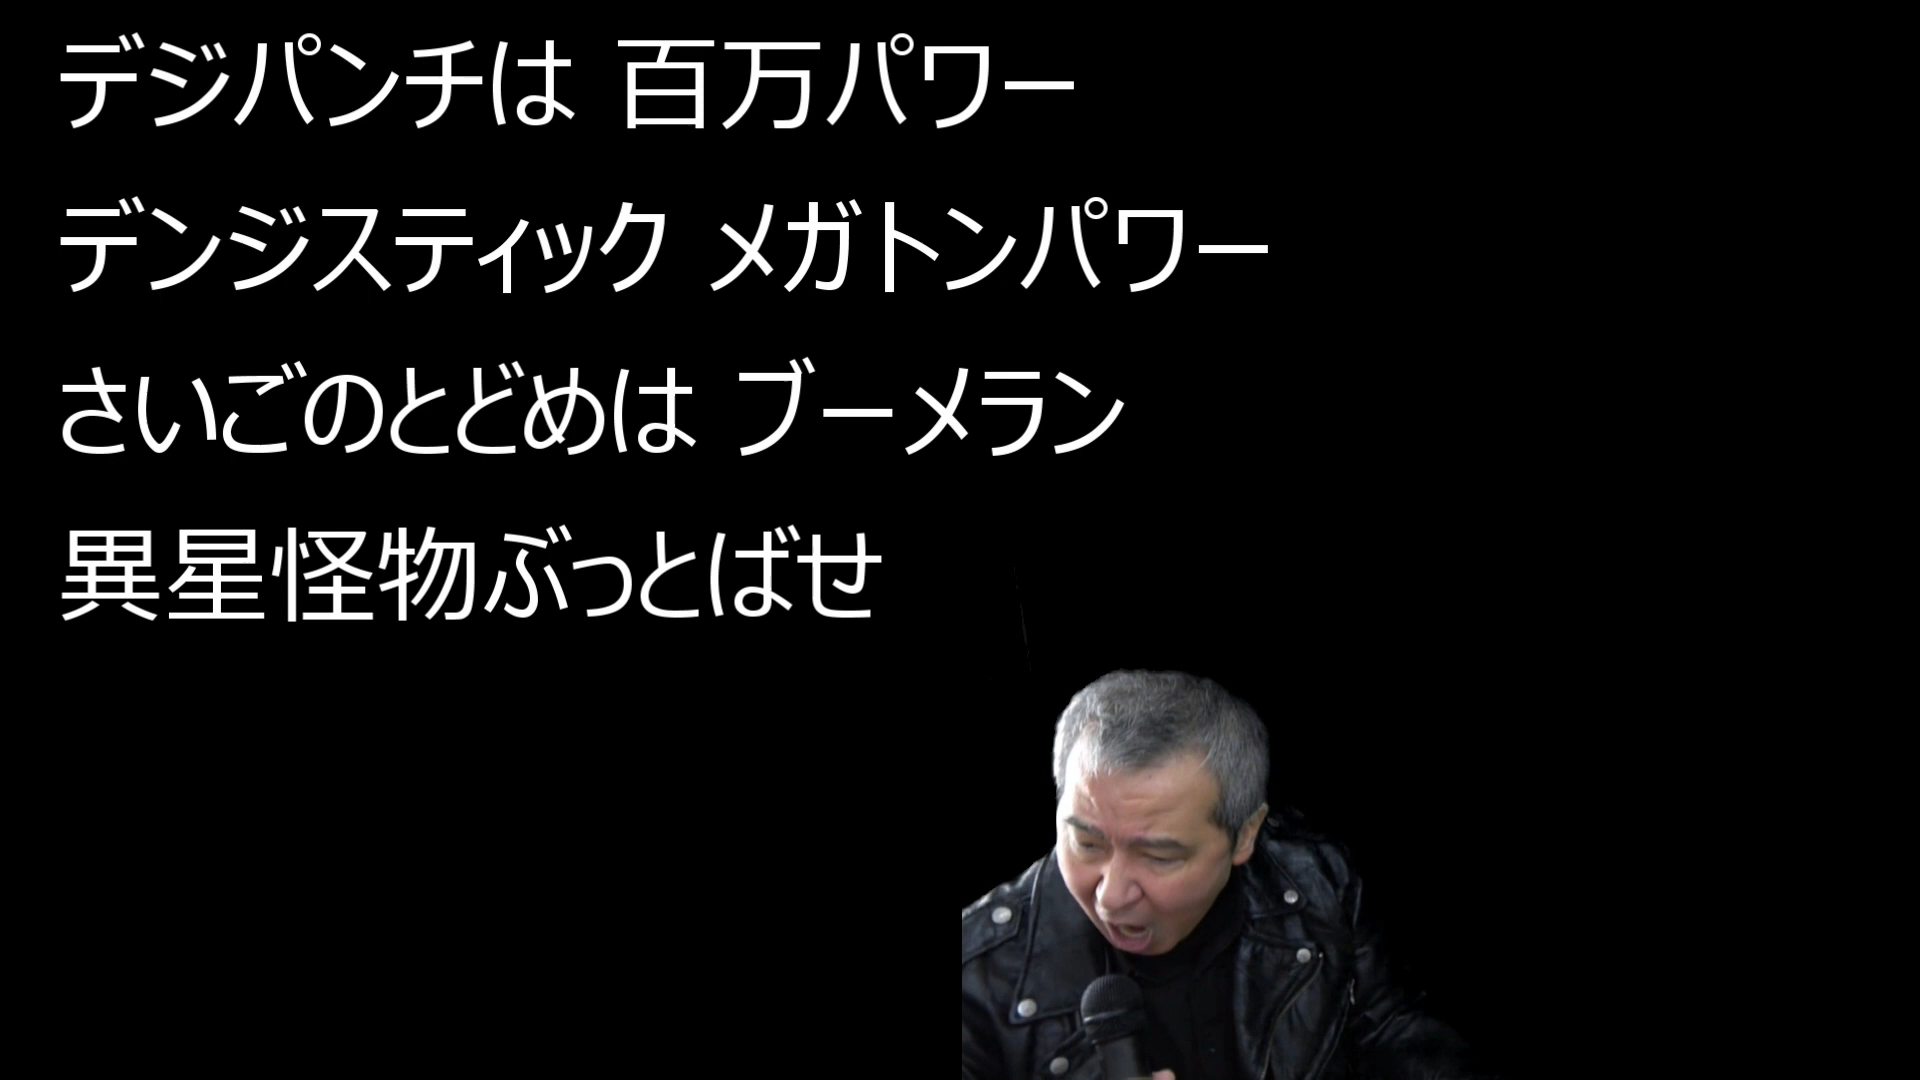 デジパンチは 百万パワー
デンジスティック メガトンパワー
さいごのとどめは ブーメラン
異星怪物ぶっとばせ